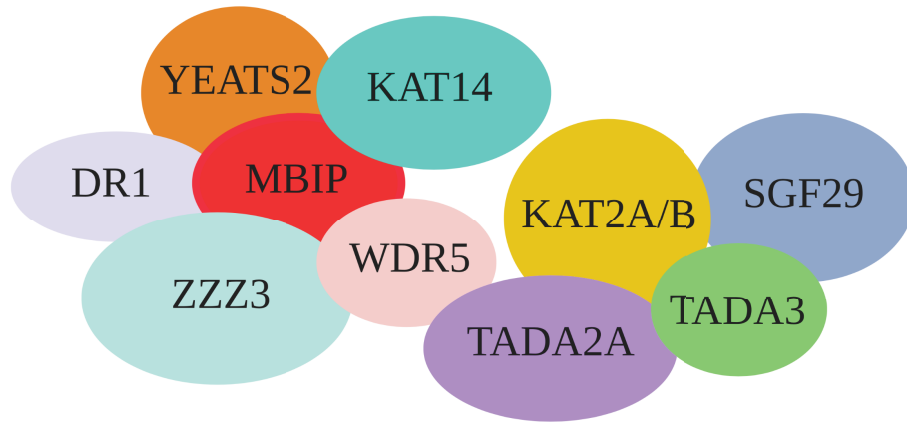 YEATS2
KAT14
DR1
MBIP
KAT2A/B
SGF29
WDR5
ZZZ3
TADA2A
TADA3